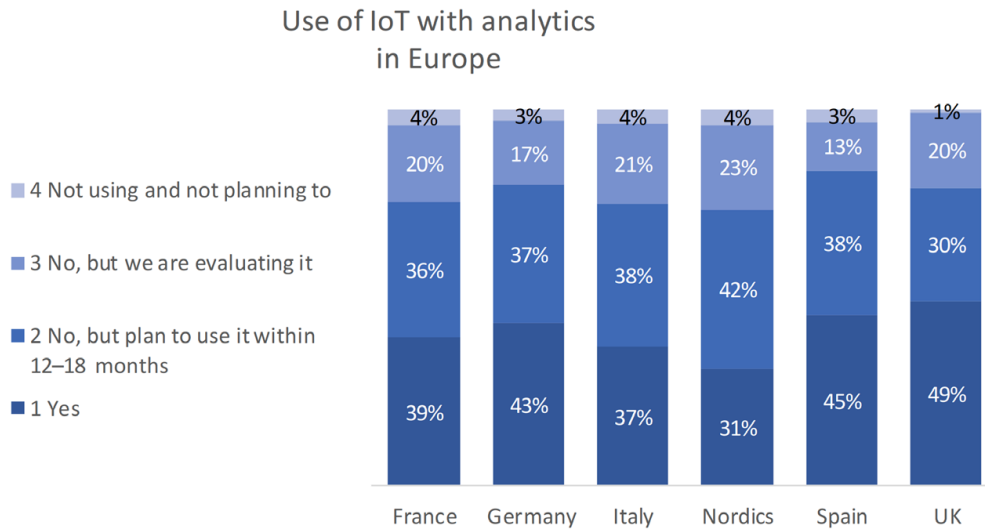 Use of IoT with analytics
in Europe
4 Not using and not planning to
3 No, but we are evaluating it
2 No, but plan to use it within
12–18 months
1 Yes
4% 3% 4% 4% 3% 1%
20% 17% 21% 23% 13% 20%
36% 37% 38% 42% 38% 30%
39% 43% 37% 31% 45% 49%
France Germany Italy Nordics Spain UK